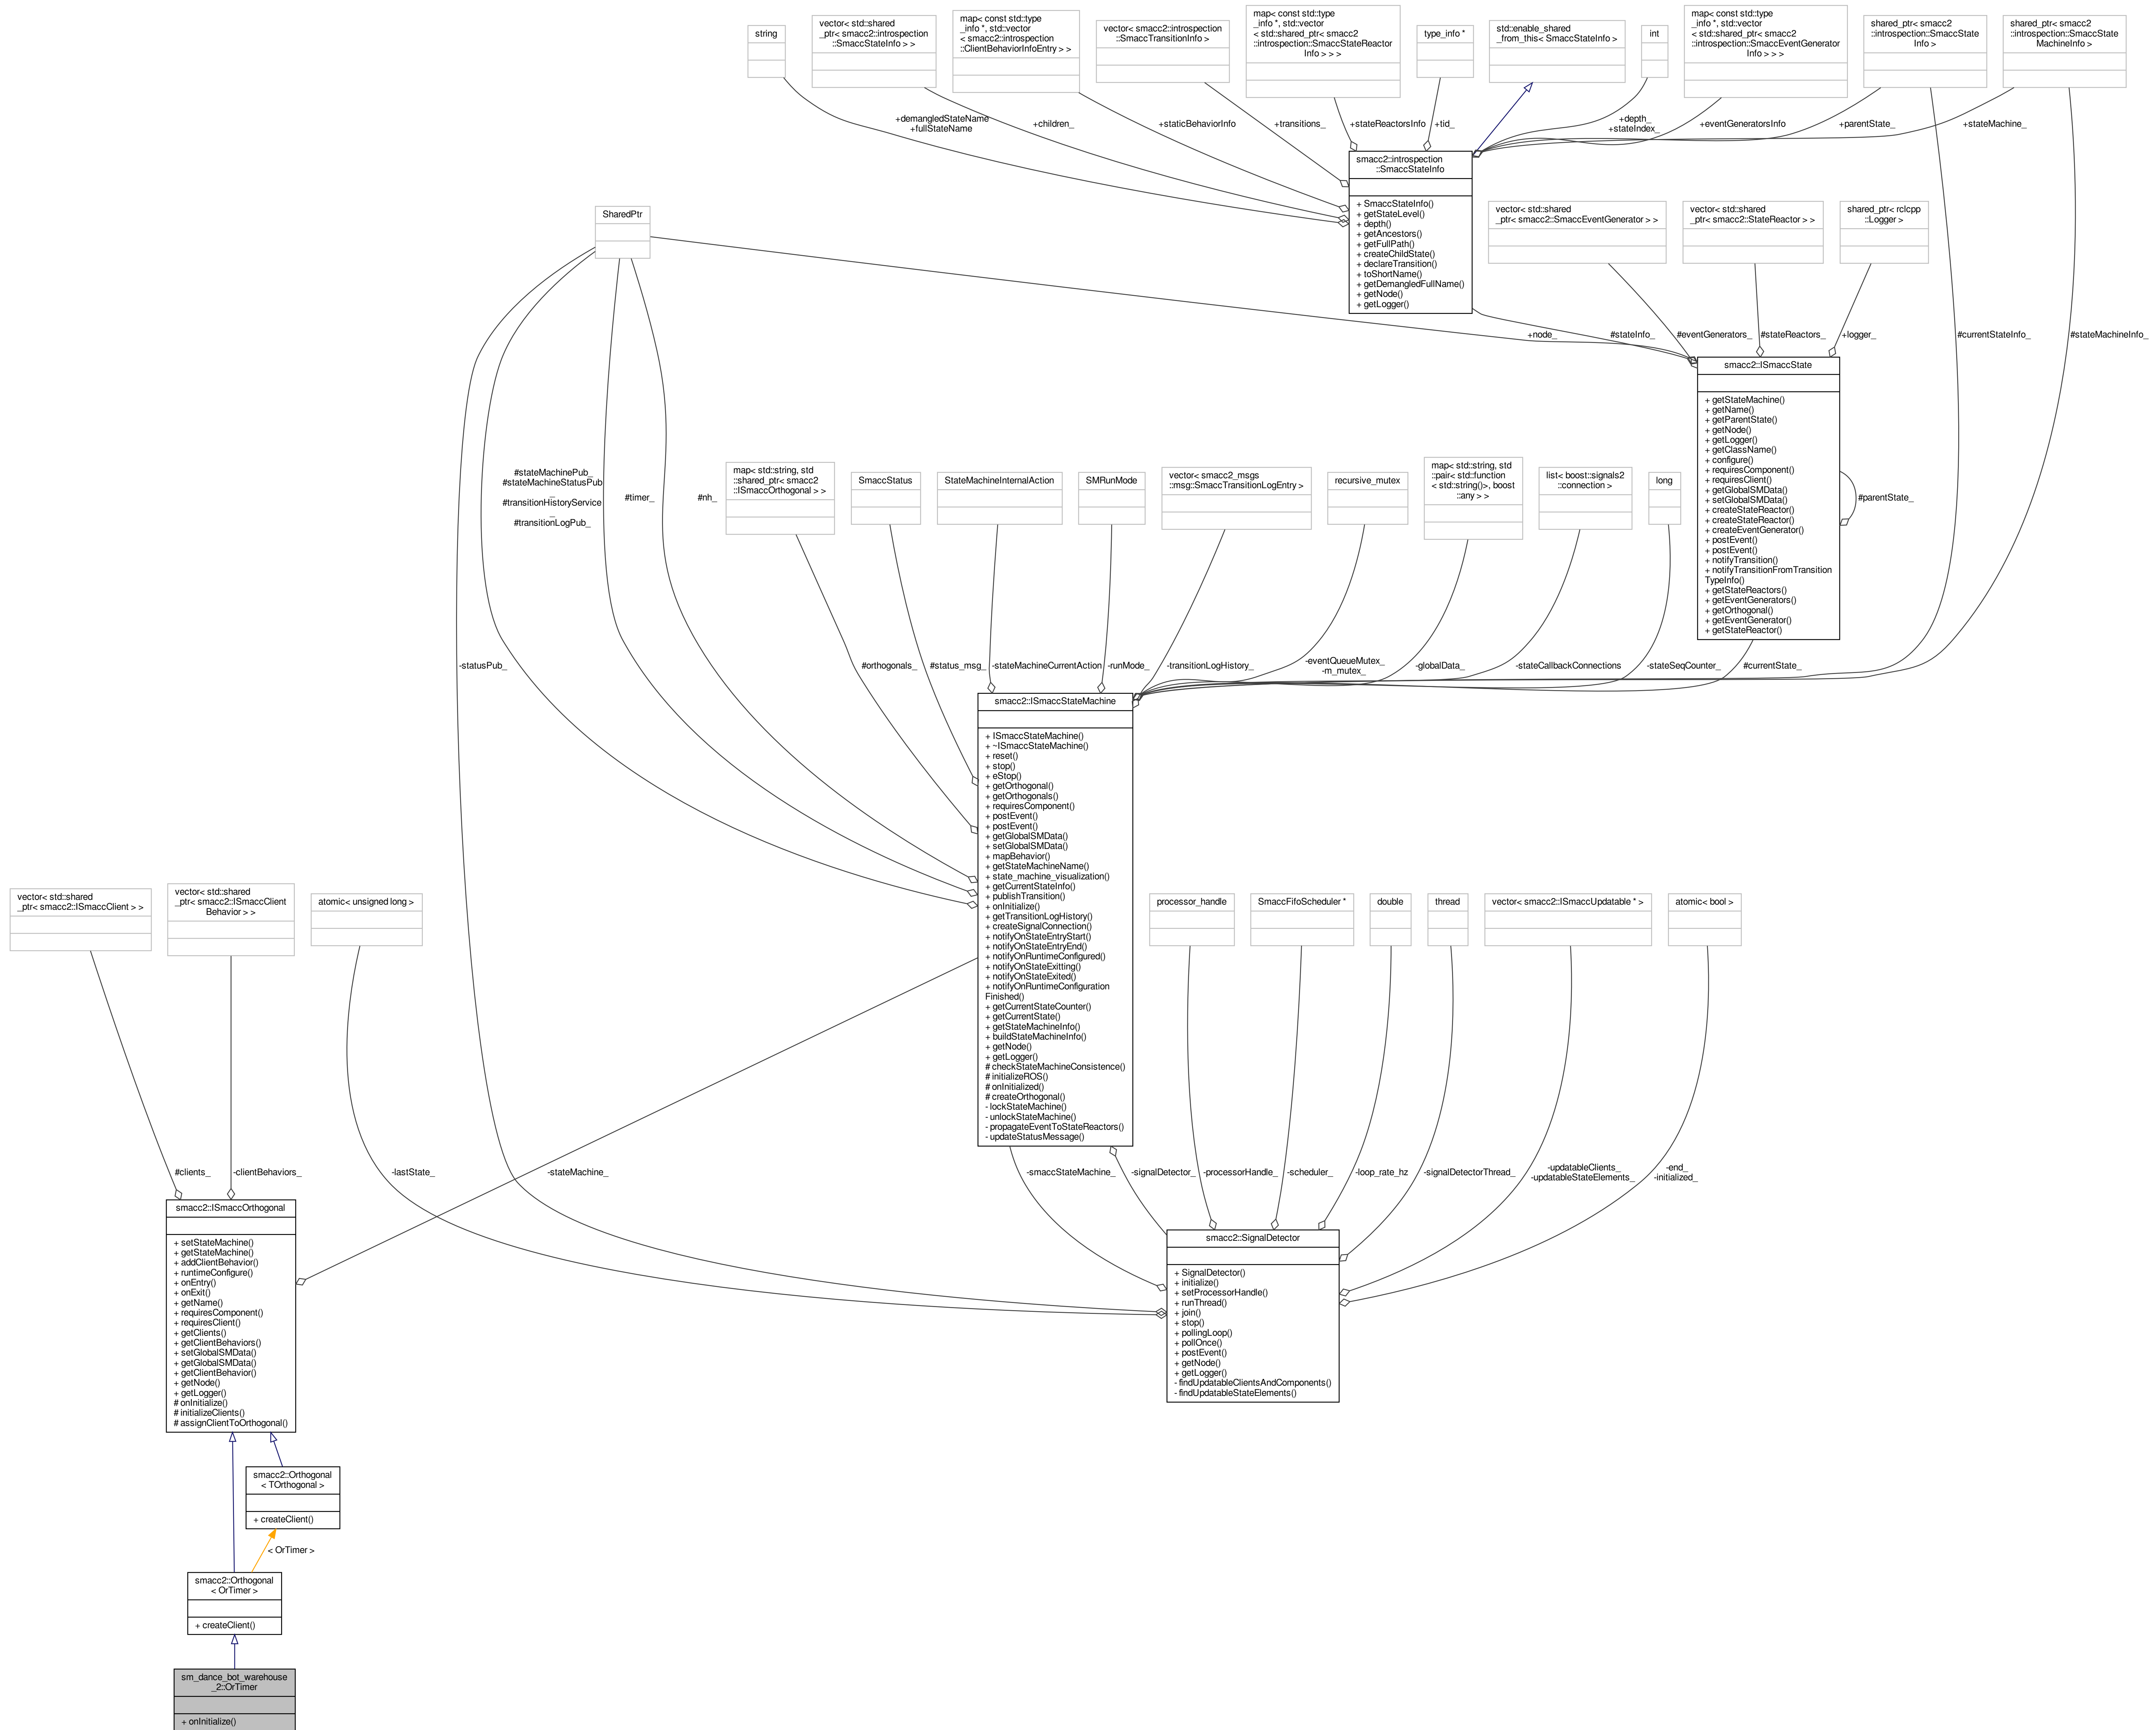 string
vector< std::shared
_ptr< smacc2::introspection
::SmaccStateInfo > >
map< const std::type
_info *, std::vector
< smacc2::introspection
::ClientBehaviorInfoEntry > >
vector< smacc2::introspection
::SmaccTransitionInfo >
map< const std::type
_info *, std::vector
< std::shared_ptr< smacc2
::introspection::SmaccStateReactor
Info > > >
type_info *
std::enable_shared
_from_this< SmaccStateInfo >
int
map< const std::type
_info *, std::vector
< std::shared_ptr< smacc2
::introspection::SmaccEventGenerator
Info > > >
shared_ptr< smacc2
::introspection::SmaccState
Info >
shared_ptr< smacc2
::introspection::SmaccState
MachineInfo >
+demangledStateName
+fullStateName
+children_
+staticBehaviorInfo
+transitions_
+stateReactorsInfo
+tid_
+depth_
+stateIndex_
+eventGeneratorsInfo
+parentState_
+stateMachine_
smacc2::introspection
::SmaccStateInfo
+ SmaccStateInfo()
+ getStateLevel()
+ depth()
+ getAncestors()
+ getFullPath()
+ createChildState()
+ declareTransition()
+ toShortName()
+ getDemangledFullName()
+ getNode()
+ getLogger()
SharedPtr
vector< std::shared
_ptr< smacc2::SmaccEventGenerator > >
vector< std::shared
_ptr< smacc2::StateReactor > >
shared_ptr< rclcpp
::Logger >
+node_
#stateInfo_
#eventGenerators_
#stateReactors_
+logger_
#currentStateInfo_
#stateMachineInfo_
smacc2::ISmaccState
+ getStateMachine()
+ getName()
+ getParentState()
+ getNode()
+ getLogger()
+ getClassName()
+ configure()
+ requiresComponent()
+ requiresClient()
+ getGlobalSMData()
+ setGlobalSMData()
+ createStateReactor()
+ createStateReactor()
+ createEventGenerator()
+ postEvent()
+ postEvent()
+ notifyTransition()
+ notifyTransitionFromTransition
TypeInfo()
+ getStateReactors()
+ getEventGenerators()
+ getOrthogonal()
+ getEventGenerator()
+ getStateReactor()
#parentState_
#stateMachinePub_
#stateMachineStatusPub
_
#transitionHistoryService
_
#transitionLogPub_
#timer_
#nh_
map< std::string, std
::shared_ptr< smacc2
::ISmaccOrthogonal > >
SmaccStatus
StateMachineInternalAction
SMRunMode
vector< smacc2_msgs
::msg::SmaccTransitionLogEntry >
recursive_mutex
map< std::string, std
::pair< std::function
< std::string()>, boost
::any > >
list< boost::signals2
::connection >
long
-statusPub_
#orthogonals_
#status_msg_
-stateMachineCurrentAction
-runMode_
-transitionLogHistory_
-eventQueueMutex_
-m_mutex_
-globalData_
-stateCallbackConnections
-stateSeqCounter_
#currentState_
smacc2::ISmaccStateMachine
+ ISmaccStateMachine()
+ ~ISmaccStateMachine()
+ reset()
+ stop()
+ eStop()
+ getOrthogonal()
+ getOrthogonals()
+ requiresComponent()
+ postEvent()
+ postEvent()
+ getGlobalSMData()
+ setGlobalSMData()
+ mapBehavior()
+ getStateMachineName()
+ state_machine_visualization()
+ getCurrentStateInfo()
+ publishTransition()
+ onInitialize()
+ getTransitionLogHistory()
+ createSignalConnection()
+ notifyOnStateEntryStart()
+ notifyOnStateEntryEnd()
+ notifyOnRuntimeConfigured()
+ notifyOnStateExitting()
+ notifyOnStateExited()
+ notifyOnRuntimeConfiguration
Finished()
+ getCurrentStateCounter()
+ getCurrentState()
+ getStateMachineInfo()
+ buildStateMachineInfo()
+ getNode()
+ getLogger()
# checkStateMachineConsistence()
# initializeROS()
# onInitialized()
# createOrthogonal()
- lockStateMachine()
- unlockStateMachine()
- propagateEventToStateReactors()
- updateStatusMessage()
vector< std::shared
_ptr< smacc2::ISmaccClient > >
vector< std::shared
_ptr< smacc2::ISmaccClient
Behavior > >
atomic< unsigned long >
processor_handle
SmaccFifoScheduler *
double
thread
vector< smacc2::ISmaccUpdatable * >
atomic< bool >
#clients_
-clientBehaviors_
-lastState_
-stateMachine_
-smaccStateMachine_
-signalDetector_
-processorHandle_
-scheduler_
-loop_rate_hz
-signalDetectorThread_
-updatableClients_
-updatableStateElements_
-end_
-initialized_
smacc2::ISmaccOrthogonal
+ setStateMachine()
+ getStateMachine()
+ addClientBehavior()
+ runtimeConfigure()
+ onEntry()
+ onExit()
+ getName()
+ requiresComponent()
+ requiresClient()
+ getClients()
+ getClientBehaviors()
+ setGlobalSMData()
+ getGlobalSMData()
+ getClientBehavior()
+ getNode()
+ getLogger()
# onInitialize()
# initializeClients()
# assignClientToOrthogonal()
smacc2::SignalDetector
+ SignalDetector()
+ initialize()
+ setProcessorHandle()
+ runThread()
+ join()
+ stop()
+ pollingLoop()
+ pollOnce()
+ postEvent()
+ getNode()
+ getLogger()
- findUpdatableClientsAndComponents()
- findUpdatableStateElements()
smacc2::Orthogonal
< TOrthogonal >
+ createClient()
< OrTimer >
smacc2::Orthogonal
< OrTimer >
+ createClient()
sm_dance_bot_warehouse
_2::OrTimer
+ onInitialize()